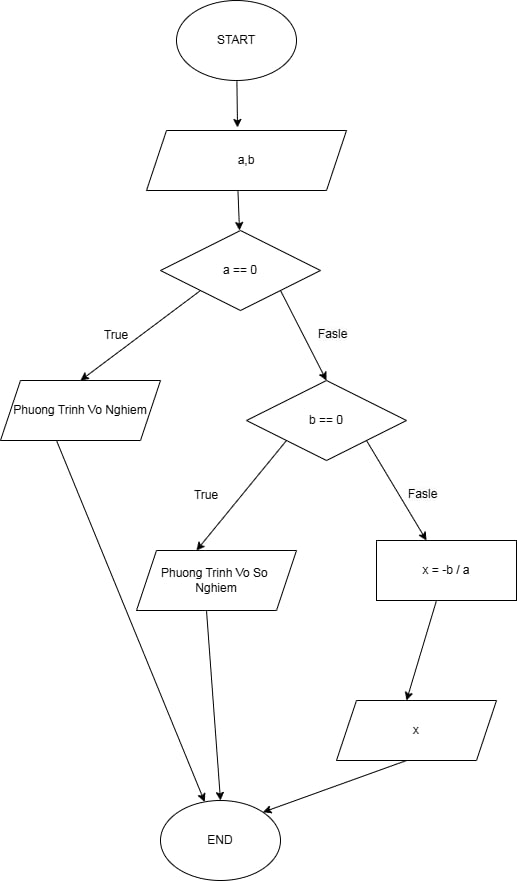 START
a,b
a == 0
True
Fasle
Phuong Trinh Vo Nghiem
b == 0
True
Fasle
Phuong Trinh Vo So
Nghiem
x = -b / a
x
END